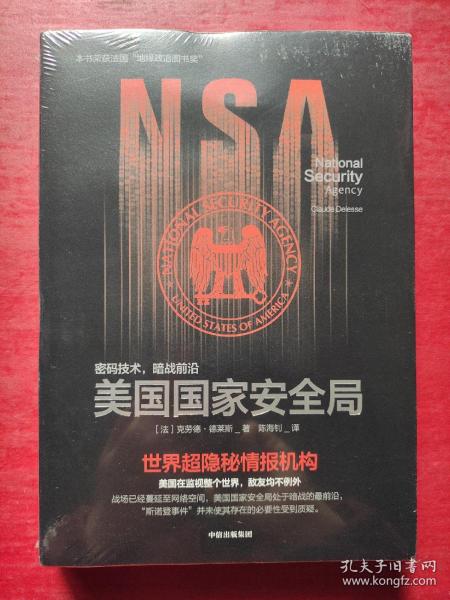 本书荣获法国“地缘政治图书奖”
NSA
National
Security
Agency
Claude Delesse
NATIONAL SECURITY AGENCY
UNITED STATES OF AMERICA
密码技术，暗战前沿
美国国家安全局
［法］克劳德·德莱斯_著 陈海钊_译
世界超隐秘情报机构
美国在监视整个世界，敌友均不例外
战场已经蔓延至网络空间，美国国家安全局处于暗战的最前沿，
“斯诺登事件”并未使其存在的必要性受到质疑。
中信出版集团
孔夫子旧书网
www.kongfz.com